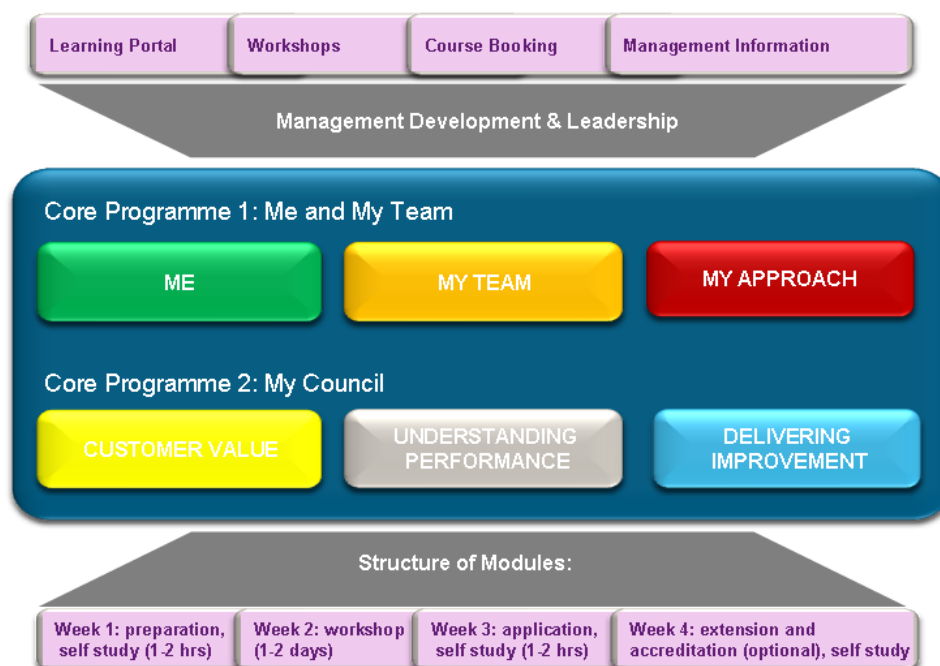 Learning Portal
Workshops
Course Booking
Management Information
Management Development & Leadership
Core Programme 1: Me and My Team
ME
MY TEAM
MY APPROACH
Core Programme 2: My Council
CUSTOMER VALUE
UNDERSTANDING
PERFORMANCE
DELIVERING
IMPROVEMENT
Structure of Modules:
Week 1: preparation,
self study (1-2 hrs)
Week 2: workshop
(1-2 days)
Week 3: application,
self study (1-2 hrs)
Week 4: extension and
accreditation (optional), self study